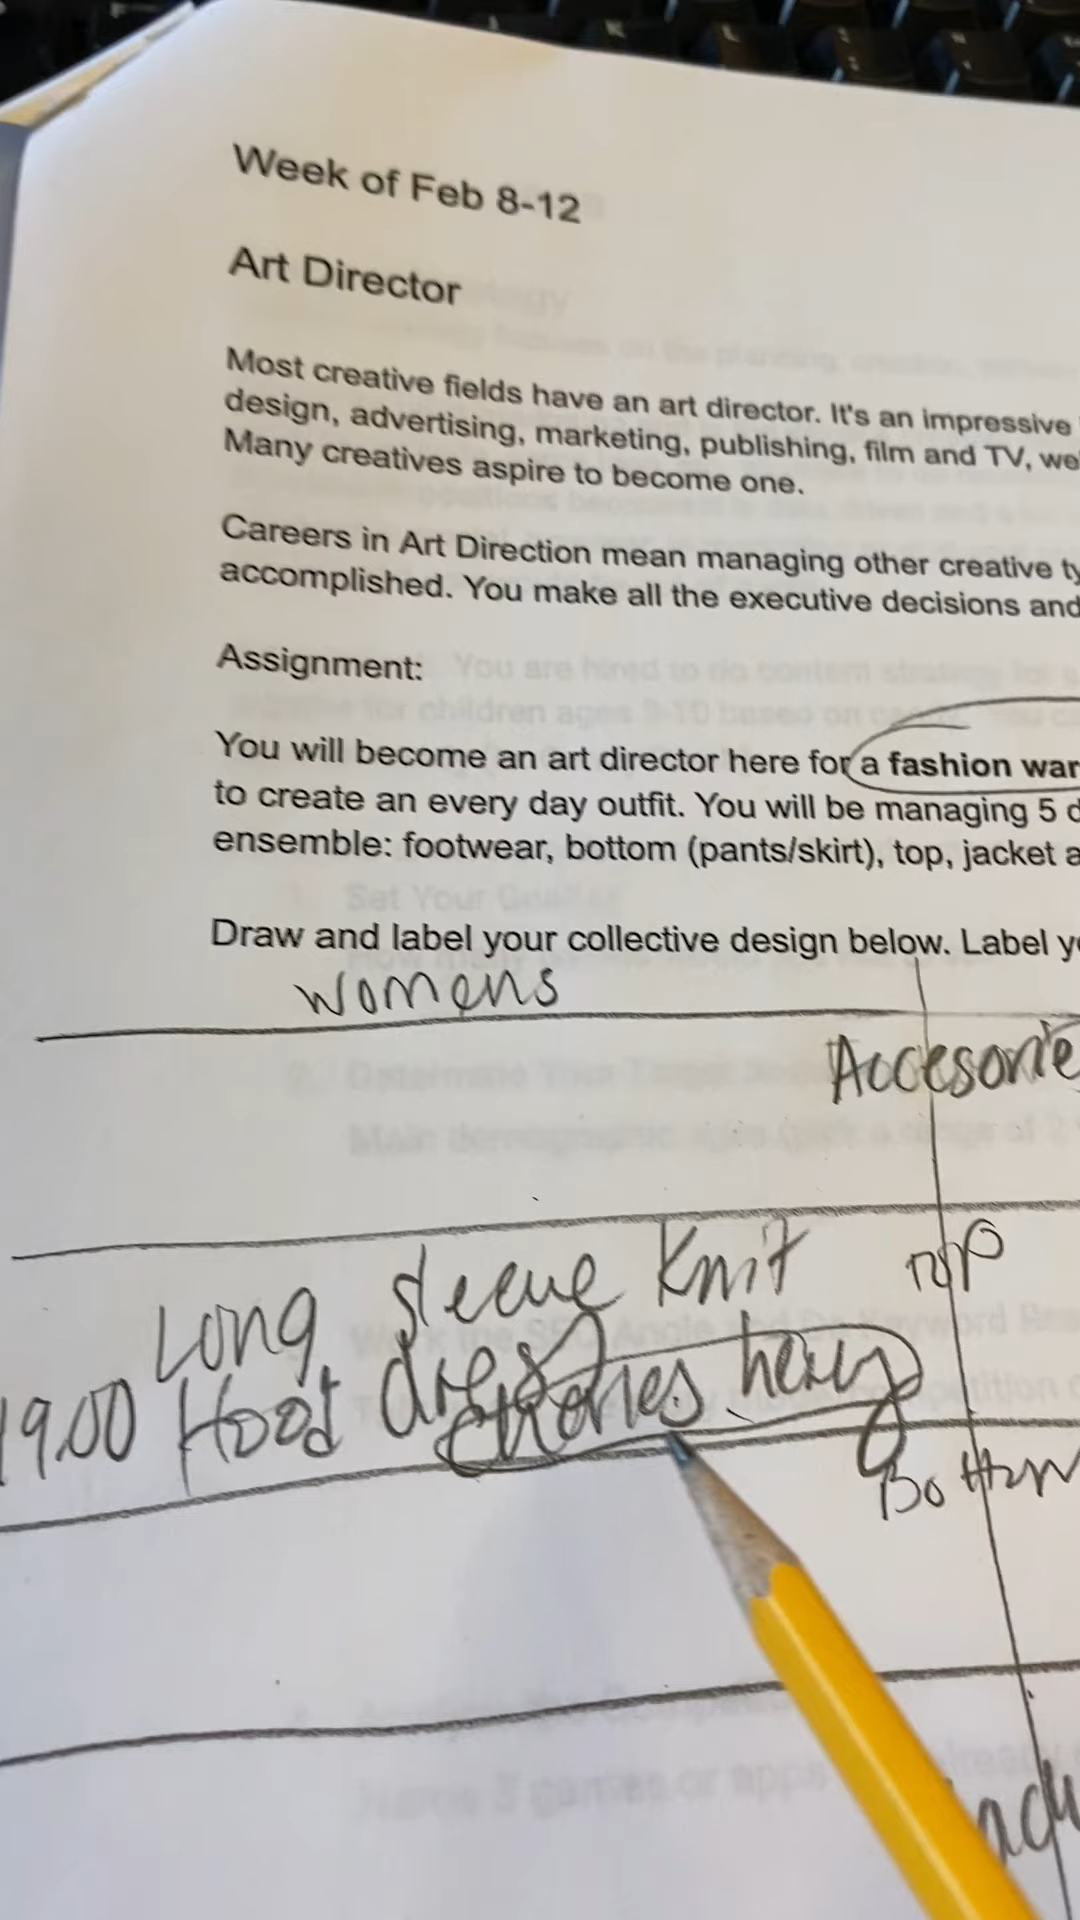 Week of Feb 8-12
Art Director
Most creative fields have an art director. It's an impressive
design, advertising, marketing, publishing, film and TV, we
Many creatives aspire to become one.
Careers in Art Direction mean managing other creative ty
accomplished. You make all the executive decisions and
Assignment:
You will become an art director here for a fashion war
to create an every day outfit. You will be managing 5 d
ensemble: footwear, bottom (pants/skirt), top, jacket a
Draw and label your collective design below. Label y
womens
Accesorie
Long sleeve Knit
Top
19.00 Hood dress
Bottom